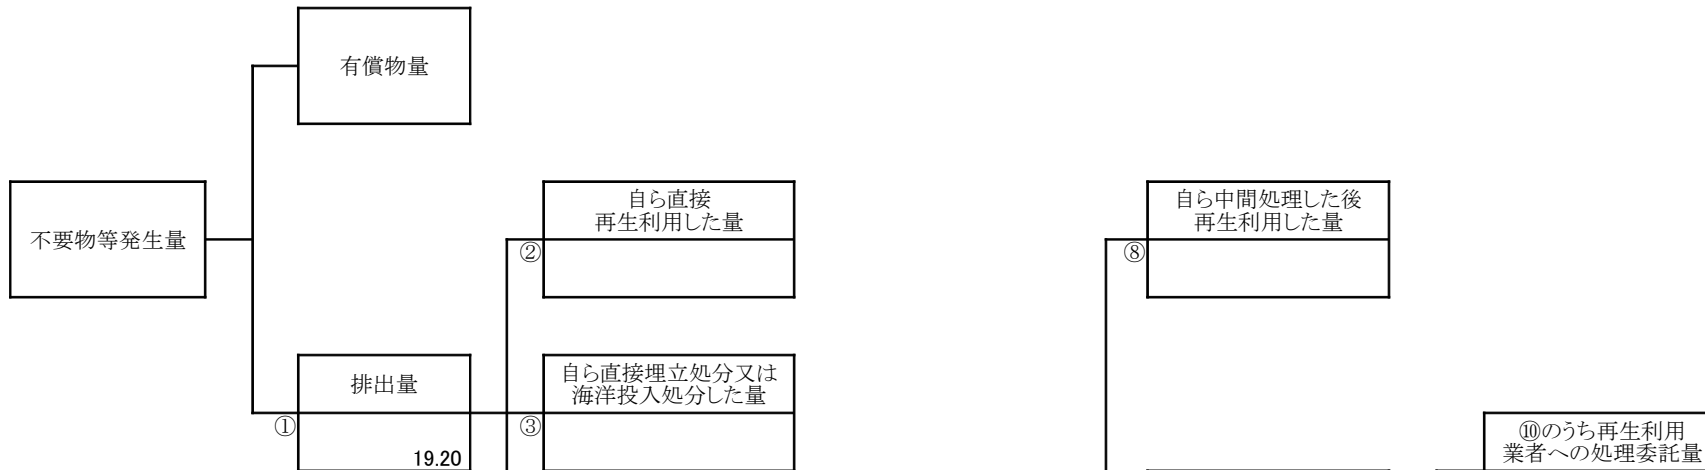 有償物量
不要物等発生量
自ら直接
再生利用した量
②
自ら中間処理した後
再生利用した量
⑧
排出量
①
19.20
自ら直接埋立処分又は
海洋投入処分した量
③
⑩のうち再生利用
業者への処理委託量